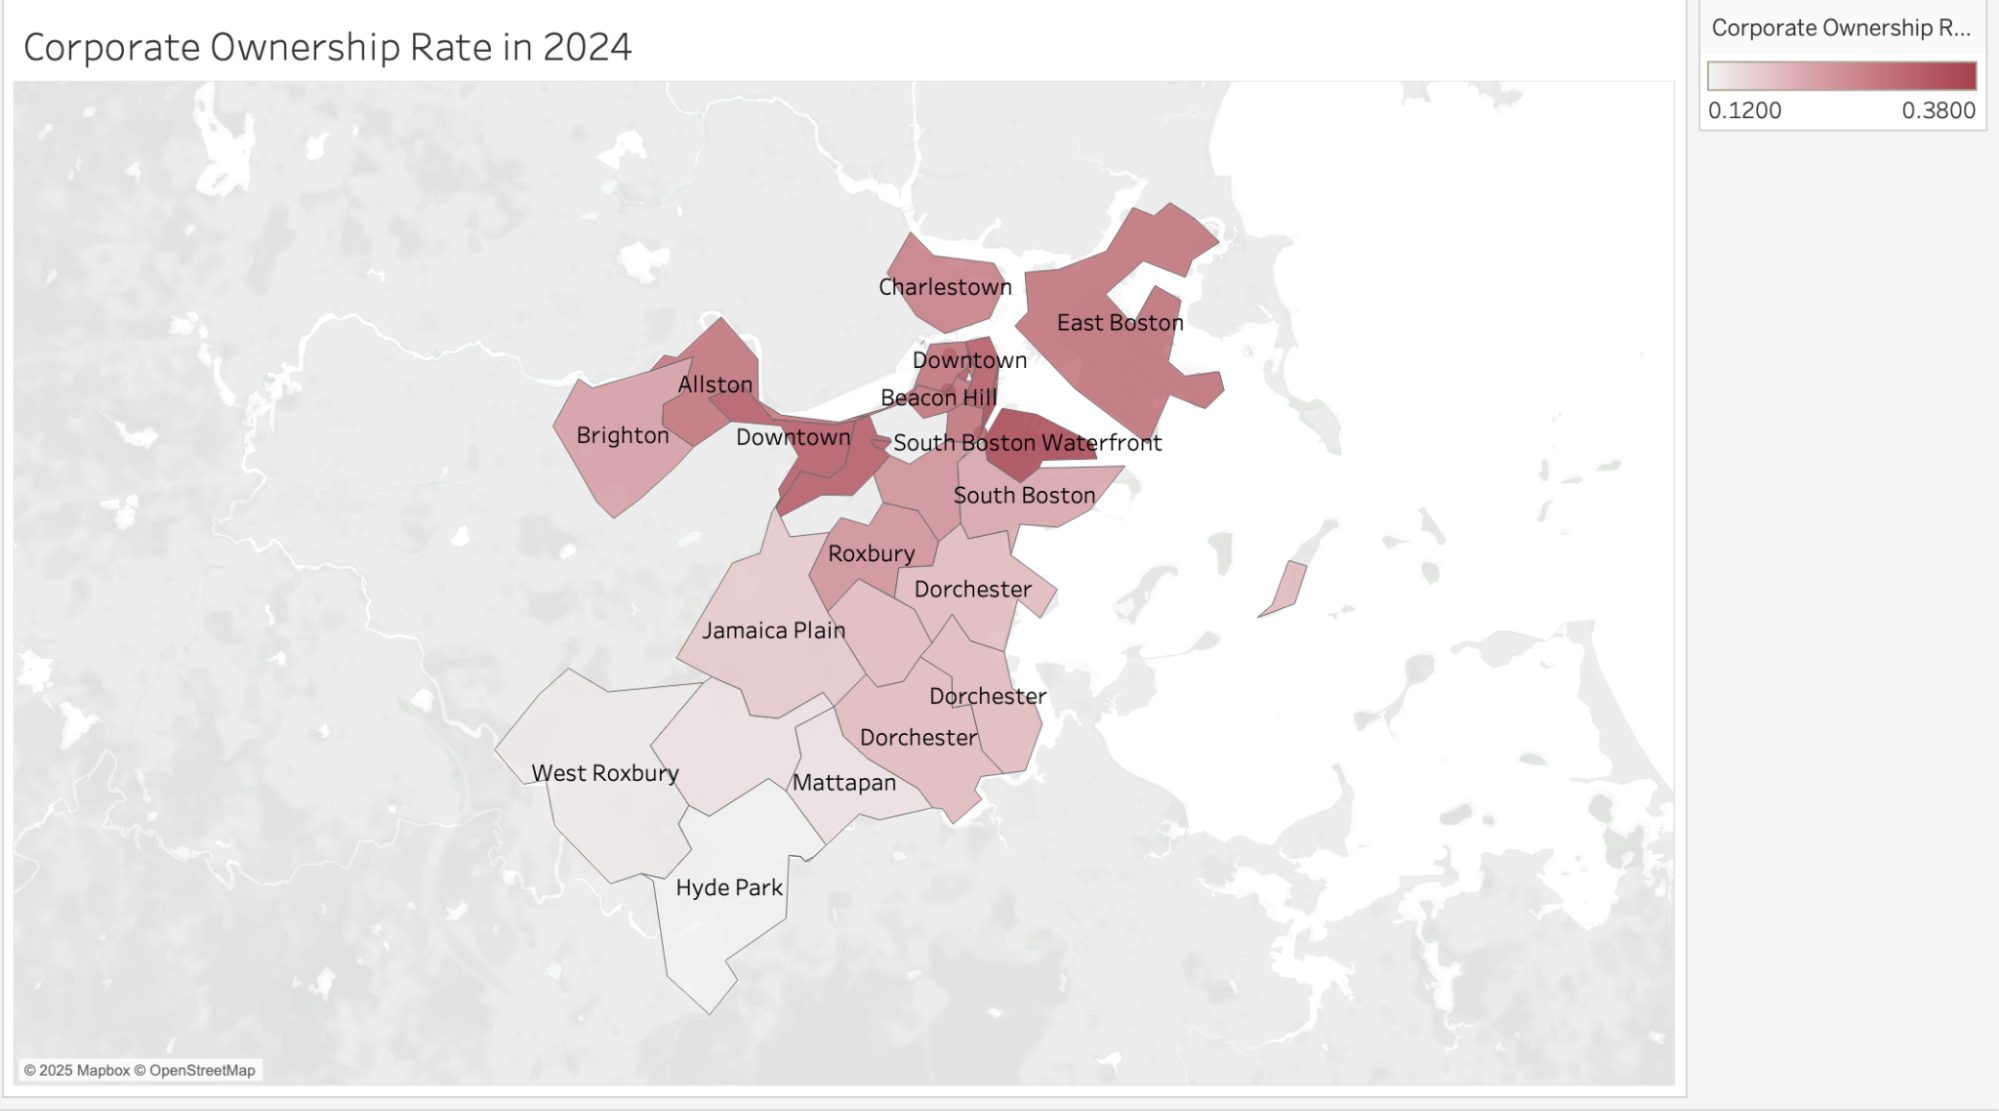 Corporate Ownership Rate in 2024
Corporate Ownership R...
0.1200 0.3800
Charlestown
East Boston
Downtown
Allston
Beacon Hill
Brighton
Downtown
South Boston Waterfront
South Boston
Roxbury
Dorchester
Jamaica Plain
Dorchester
Dorchester
West Roxbury
Mattapan
Hyde Park
© 2025 Mapbox © OpenStreetMap